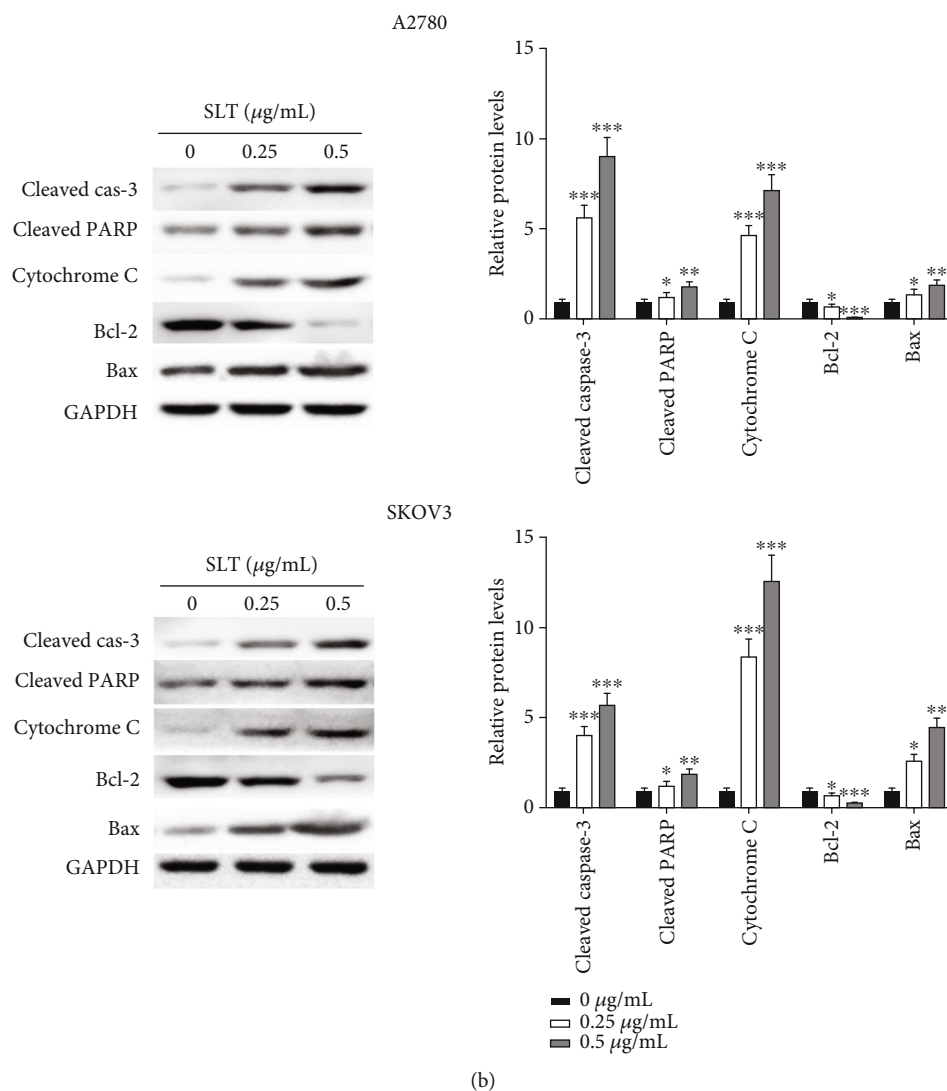 A2780
SLT (μg/mL)
0 0.25 0.5
Cleaved cas-3
Cleaved PARP
Cytochrome C
Bcl-2
Bax
GAPDH
Relative protein levels
15
10
5
0
*** ***
* **
*** ***
* ***
* **
Cleaved caspase-3
Cleaved PARP
Cytochrome C
Bcl-2
Bax
SKOV3
SLT (μg/mL)
0 0.25 0.5
Cleaved cas-3
Cleaved PARP
Cytochrome C
Bcl-2
Bax
GAPDH
Relative protein levels
15
10
5
0
*** ***
* **
*** ***
* ***
* **
Cleaved caspase-3
Cleaved PARP
Cytochrome C
Bcl-2
Bax
0 μg/mL
0.25 μg/mL
0.5 μg/mL
(b)